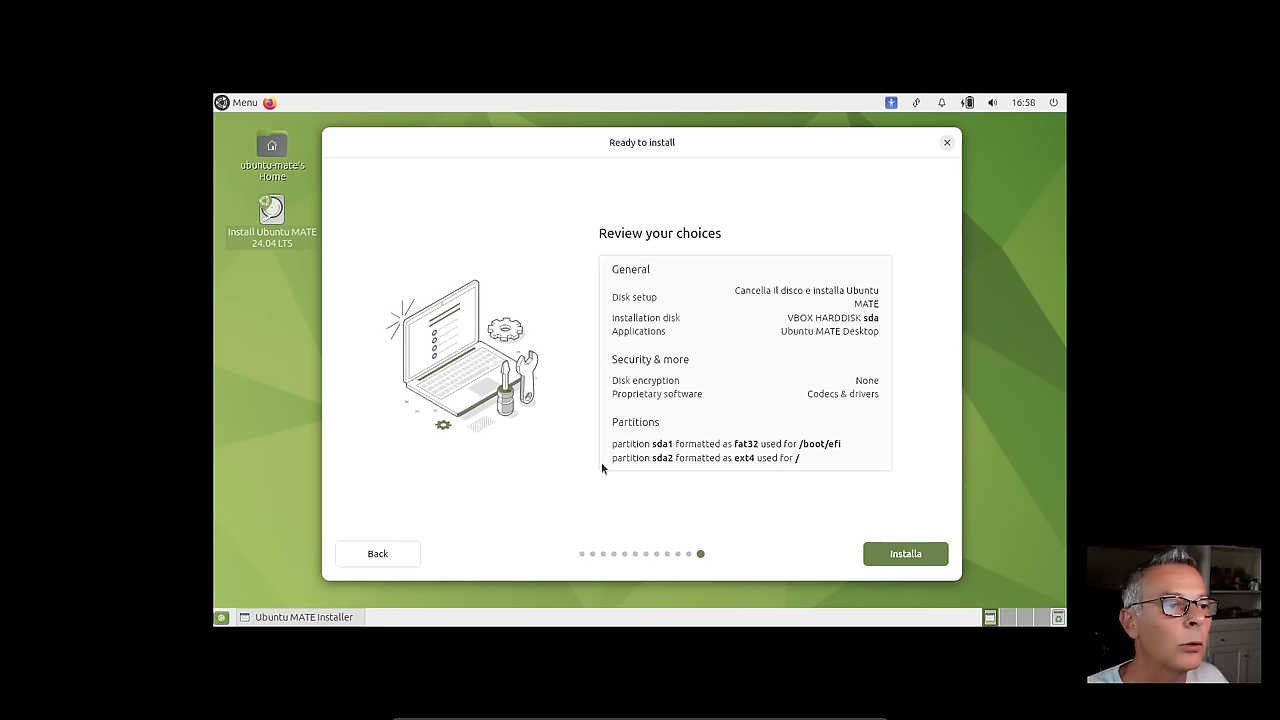 Menu
16:58
ubuntu-mate's
Home
Install Ubuntu MATE
24.04 LTS
Ready to install
Review your choices
General
Disk setup Cancella il disco e installa Ubuntu
MATE
Installation disk VBOX HARDDISK sda
Applications Ubuntu MATE Desktop
Security & more
Disk encryption None
Proprietary software Codecs & drivers
Partitions
partition sda1 formatted as fat32 used for /boot/efi
partition sda2 formatted as ext4 used for /
Back
Installa
Ubuntu MATE Installer